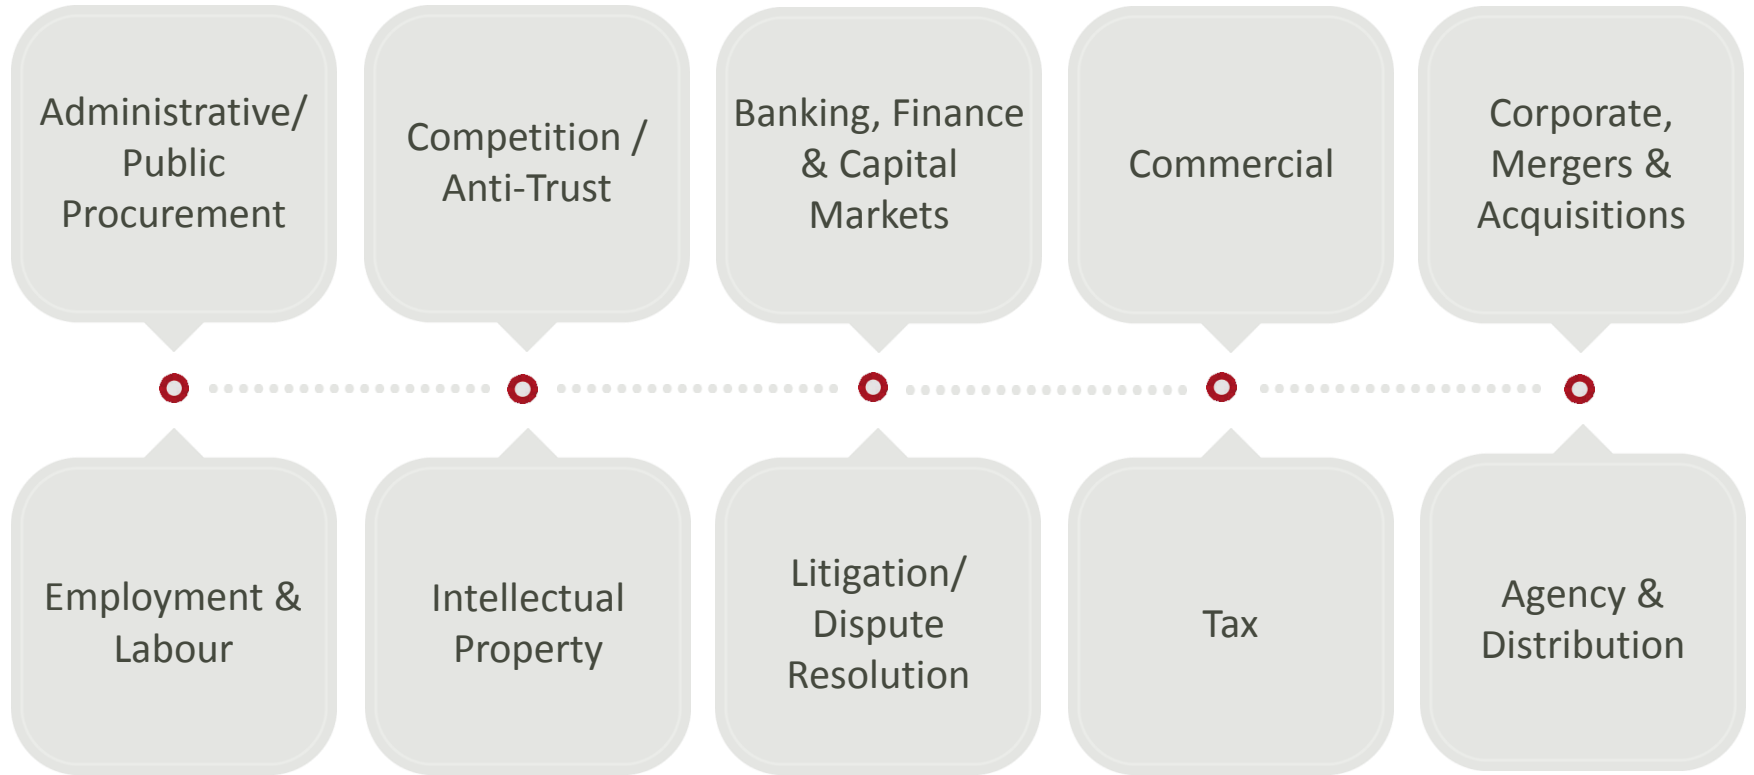 Administrative/
Public
Procurement
Competition /
Anti-Trust
Banking, Finance
& Capital
Markets
Commercial
Corporate,
Mergers &
Acquisitions
Employment &
Labour
Intellectual
Property
Litigation/
Dispute
Resolution
Tax
Agency &
Distribution